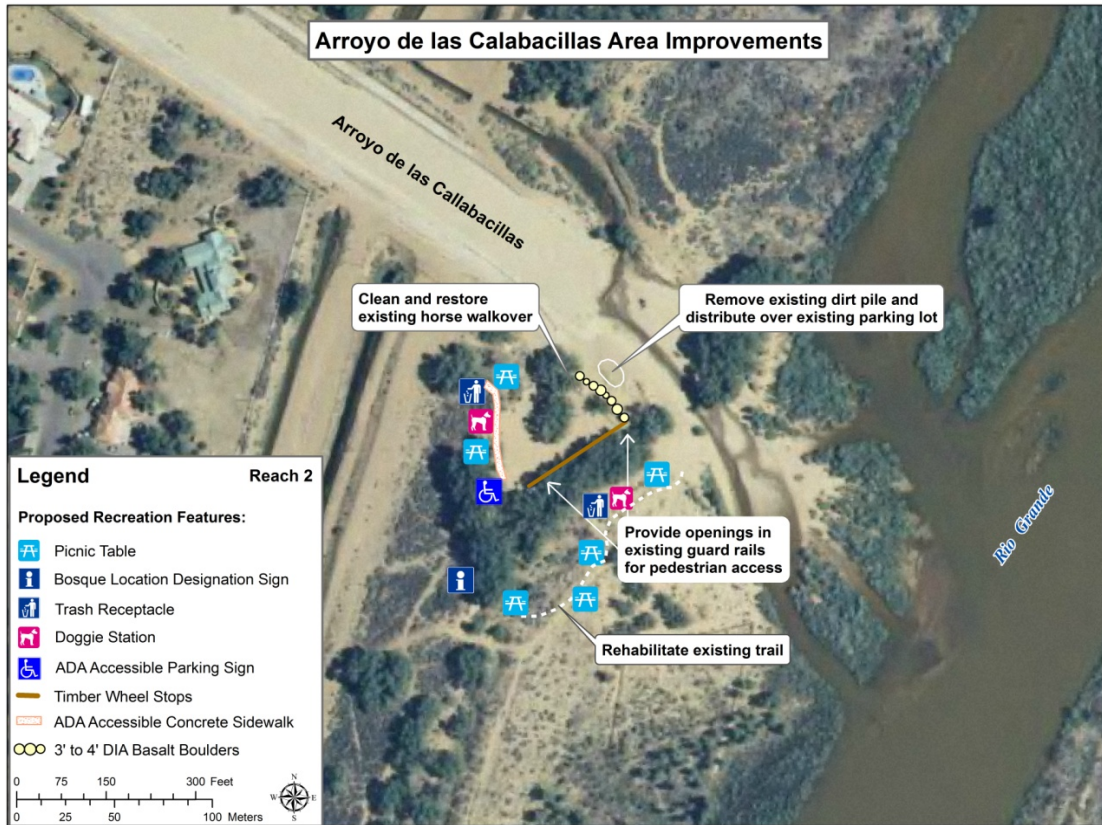 Arroyo de las Calabacillas Area Improvements
Arroyo de las Callabacillas
Clean and restore
existing horse walkover
Remove existing dirt pile and
distribute over existing parking lot
Provide openings in
existing guard rails
for pedestrian access
Rehabilitate existing trail
Rio Grande
Legend Reach 2
Proposed Recreation Features:
Picnic Table
Bosque Location Designation Sign
Trash Receptacle
Doggie Station
ADA Accessible Parking Sign
Timber Wheel Stops
ADA Accessible Concrete Sidewalk
3' to 4' DIA Basalt Boulders
0 75 150 300 Feet
0 25 50 100 Meters
N
W E
S